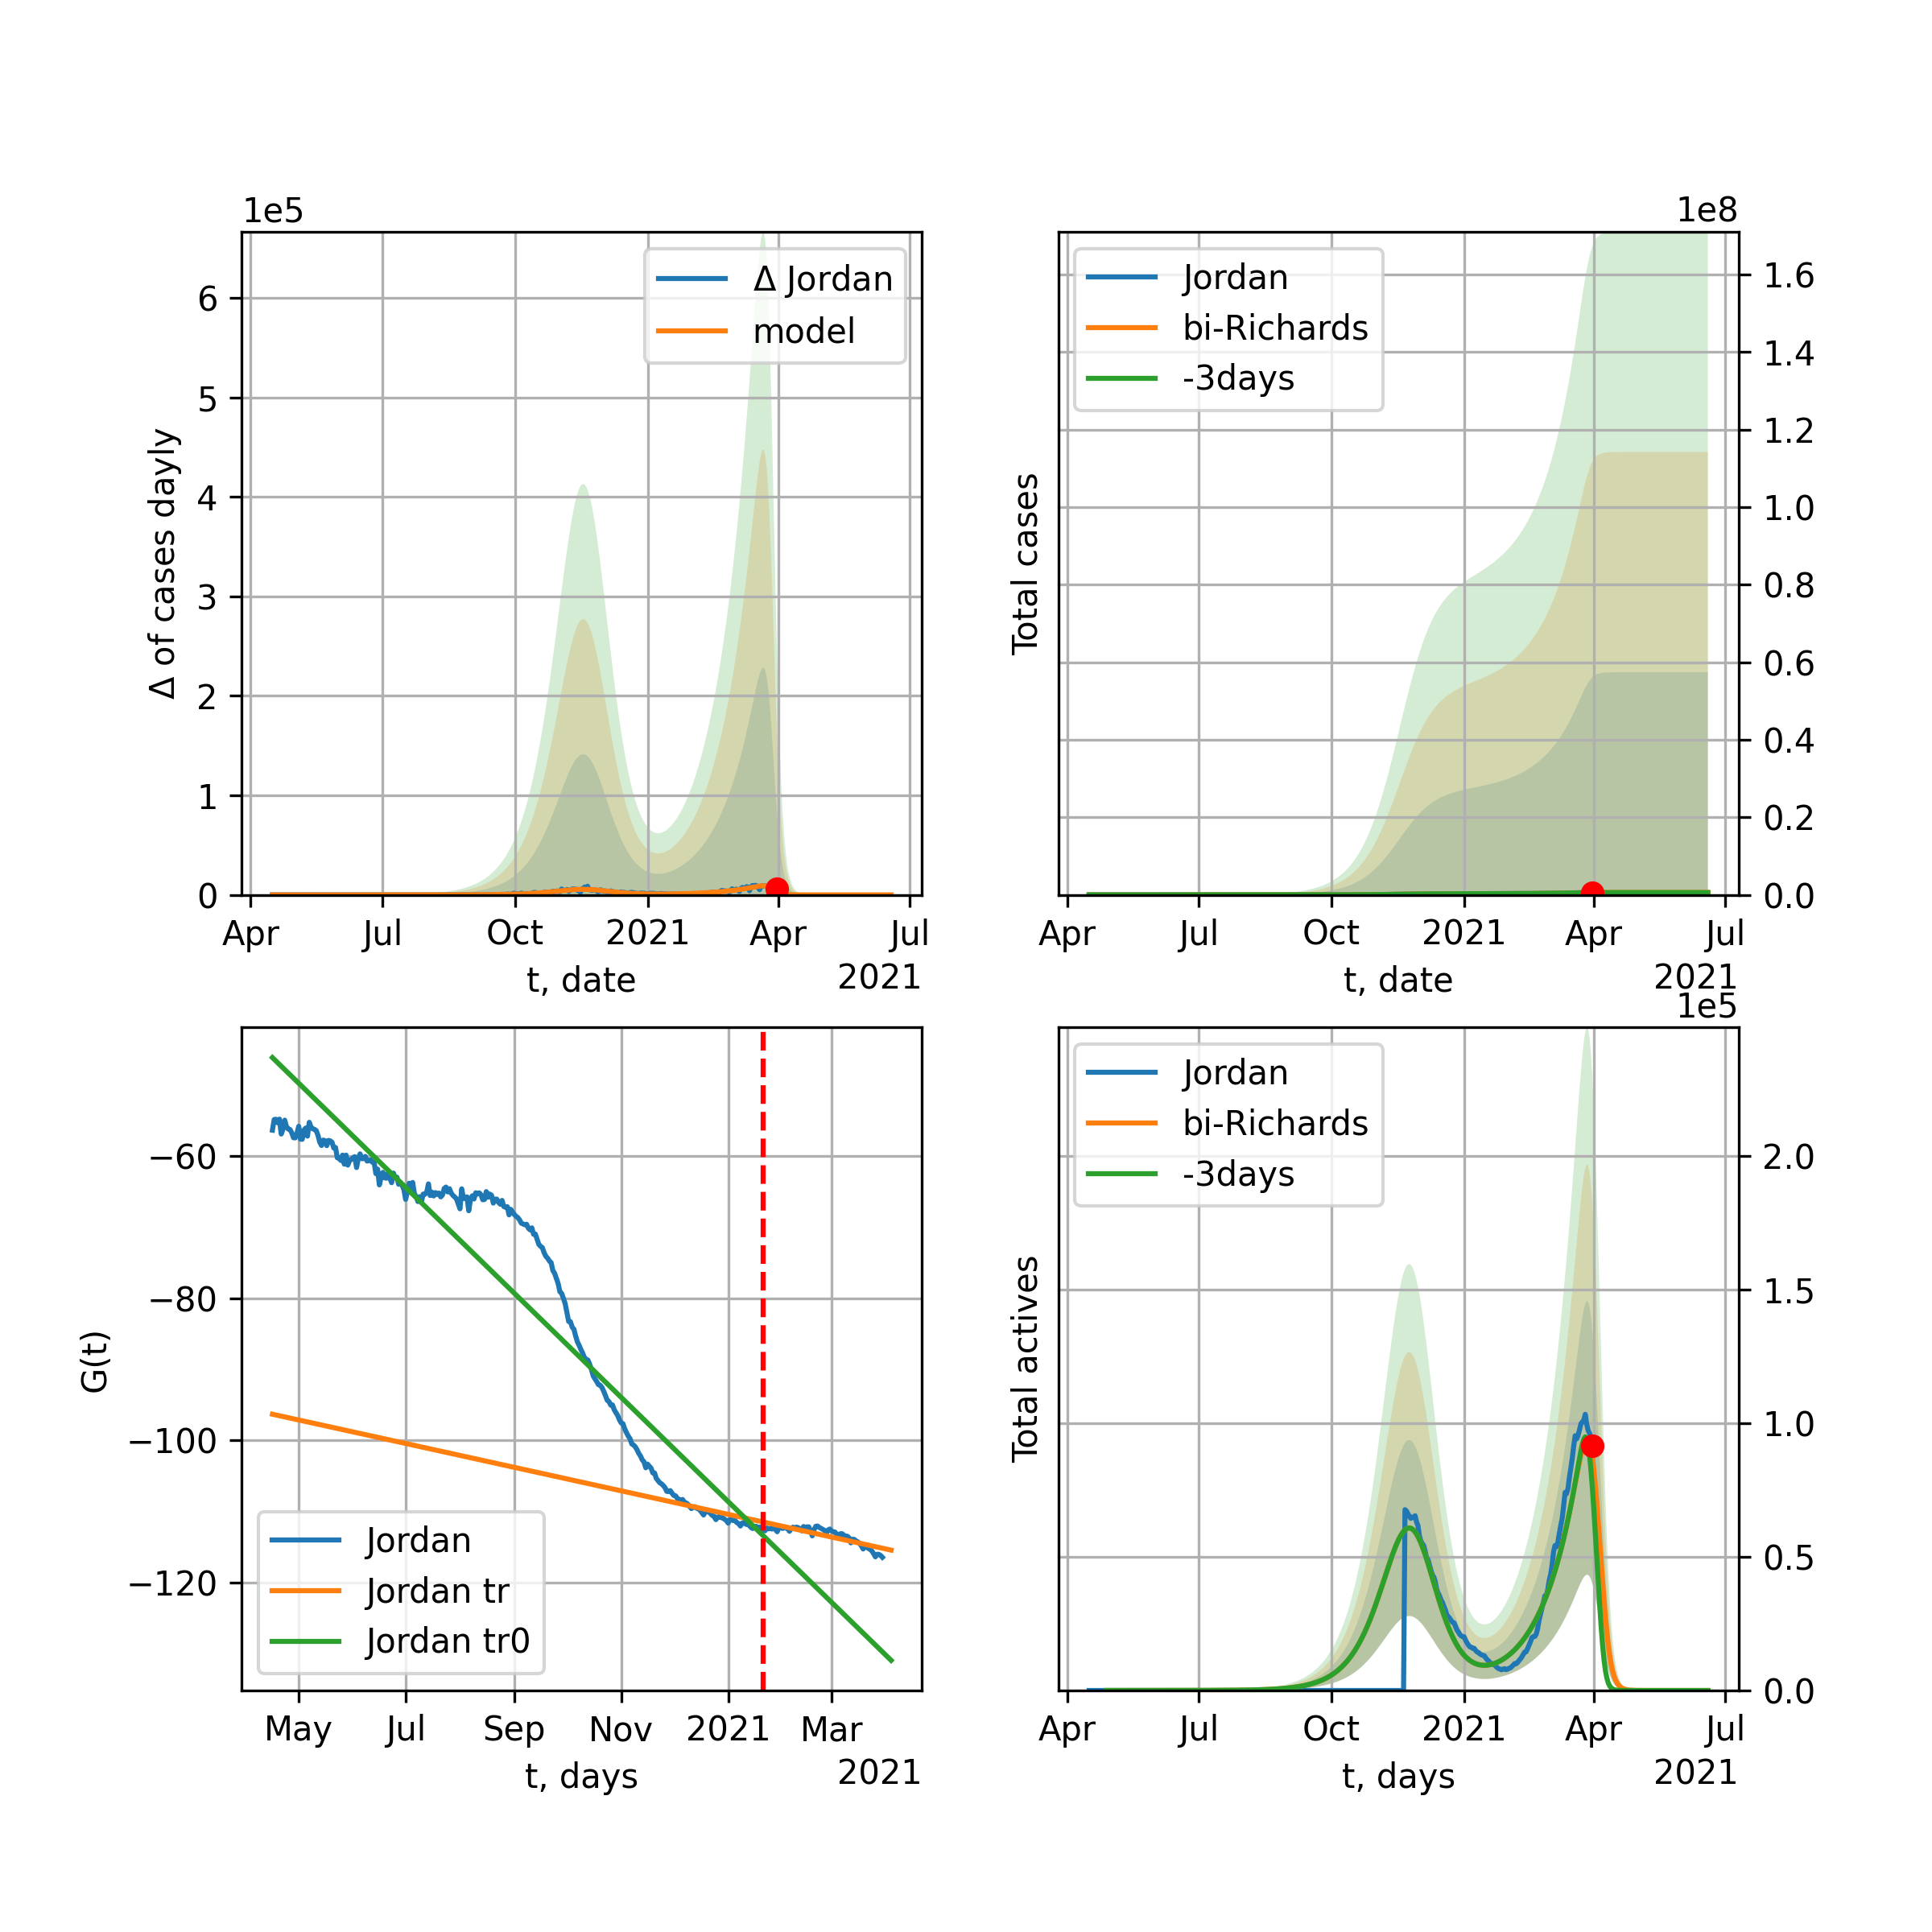 1e5
Δ of cases dayly
6
5
4
3
2
1
0
Δ Jordan
model
Apr
Jul
Oct
2021
Apr
Jul
t, date
2021
1e8
Total cases
Jordan
bi-Richards
-3days
1.6
1.4
1.2
1.0
0.8
0.6
0.4
0.2
0.0
Apr
Jul
Oct
2021
Apr
Jul
t, date
2021
G(t)
−60
−80
−100
−120
Jordan
Jordan tr
Jordan tr0
May
Jul
Sep
Nov
2021
Mar
t, days
2021
1e5
Total actives
Jordan
bi-Richards
-3days
2.0
1.5
1.0
0.5
0.0
Apr
Jul
Oct
2021
Apr
Jul
t, days
2021